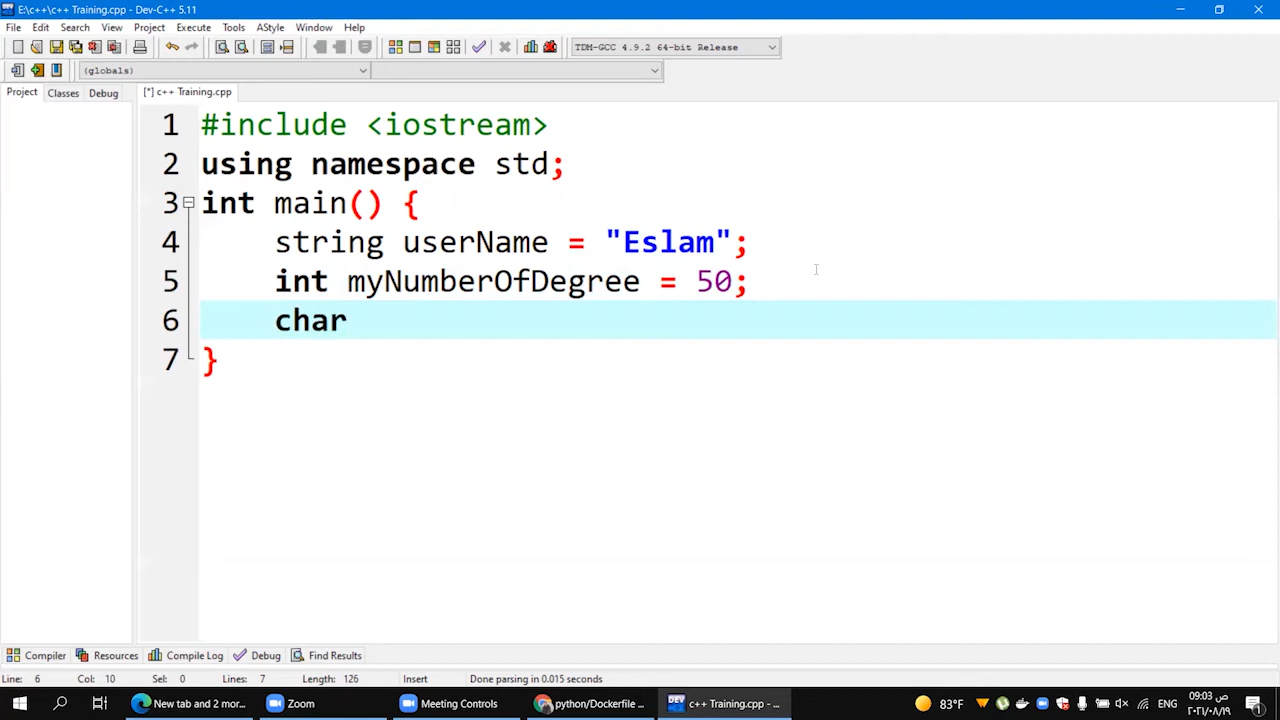 E:\c++\c++ Training.cpp - Dev-C++ 5.11
File Edit Search View Project Execute Tools AStyle Window Help
TDM-GCC 4.9.2 64-bit Release
(globals)
Project Classes Debug
[*] c++ Training.cpp
1 #include <iostream>
2 using namespace std;
3 int main() {
4 string userName = "Eslam";
5 int myNumberOfDegree = 50;
6 char
7 }
Compiler Resources Compile Log Debug Find Results
Line: 6 Col: 10 Sel: 0 Lines: 7 Length: 126 Insert Done parsing in 0.015 seconds
New tab and 2 mor... Zoom Meeting Controls python/Dockerfile ... c++ Training.cpp - ... 83°F ENG
09:03 ص
٢٠٢١/٠٨/١٩